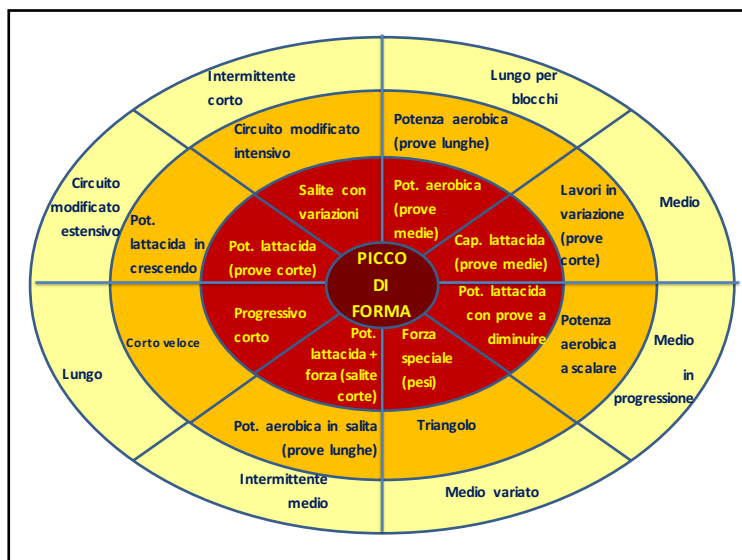 Intermittente
corto
Lungo per
blocchi
Circuito modificato
intensivo
Potenza aerobica
(prove lunghe)
Circuito
modificato
estensivo
Salite con
variazioni
Pot. aerobica
(prove
medie)
Lavori in
variazione
(prove
corte)
Medio
Pot.
lattacida in
crescendo
Pot. lattacida
(prove corte)
Cap. lattacida
(prove medie)
PICCO
DI
FORMA
Progressivo
corto
Pot. lattacida
con prove a
diminuire
Corto veloce
Lungo
Pot.
lattacida +
forza (salite
corte)
Forza
speciale
(pesi)
Potenza
aerobica
a scalare
Medio
in
progressione
Pot. aerobica in salita
(prove lunghe)
Triangolo
Intermittente
medio
Medio variato